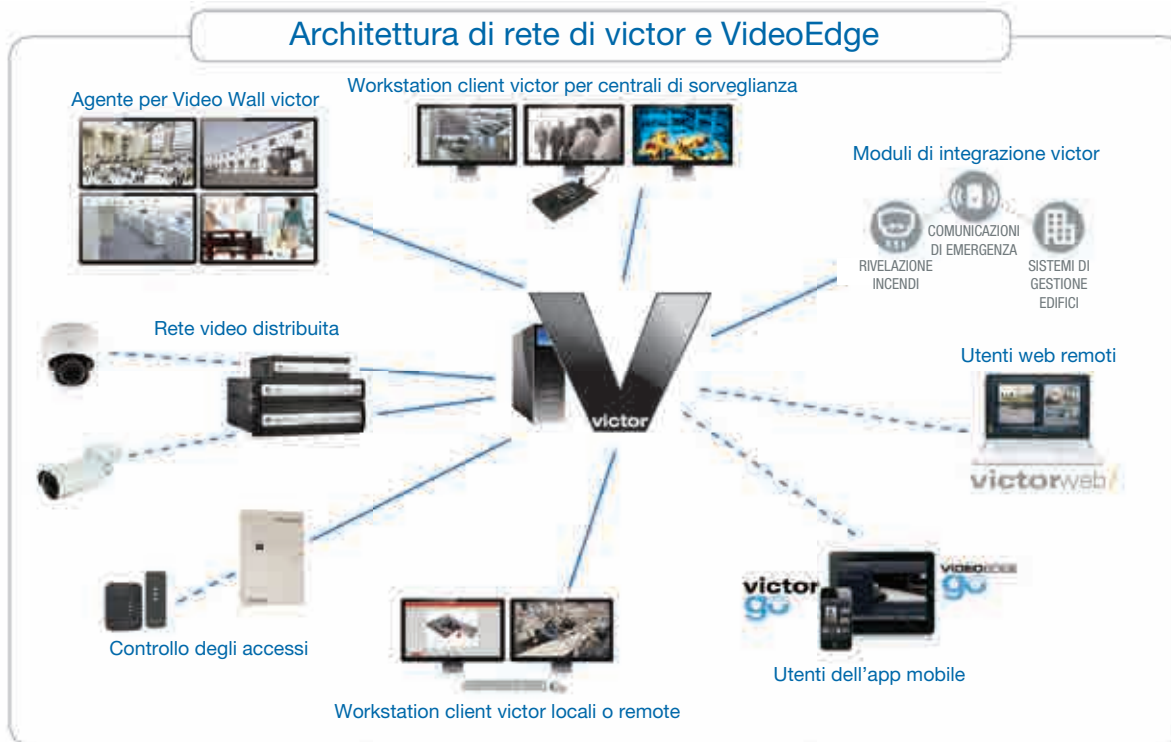 Architettura di rete di victor e VideoEdge
Workstation client victor per centrali di sorveglianza
Agente per Video Wall victor
Moduli di integrazione victor
COMUNICAZIONI
DI EMERGENZA
RIVELAZIONE
INCENDI
SISTEMI DI
GESTIONE
EDIFICI
Rete video distribuita
Utenti web remoti
victor
victorweb
victor
go
VIDEOEDGE
go
Controllo degli accessi
Utenti dell'app mobile
Workstation client victor locali o remote